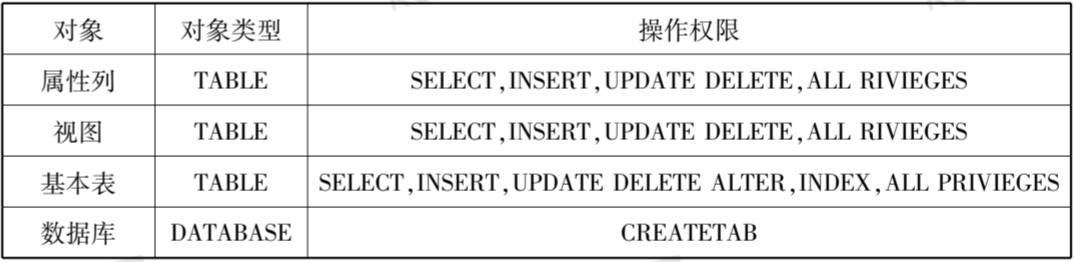 对象 对象类型 操作权限
属性列 TABLE SELECT,INSERT,UPDATE DELETE,ALL RIVIEGES
视图 TABLE SELECT,INSERT,UPDATE DELETE,ALL RIVIEGES
基本表 TABLE SELECT,INSERT,UPDATE DELETE ALTER,INDEX,ALL PRIVIEGES
数据库 DATABASE CREATETAB